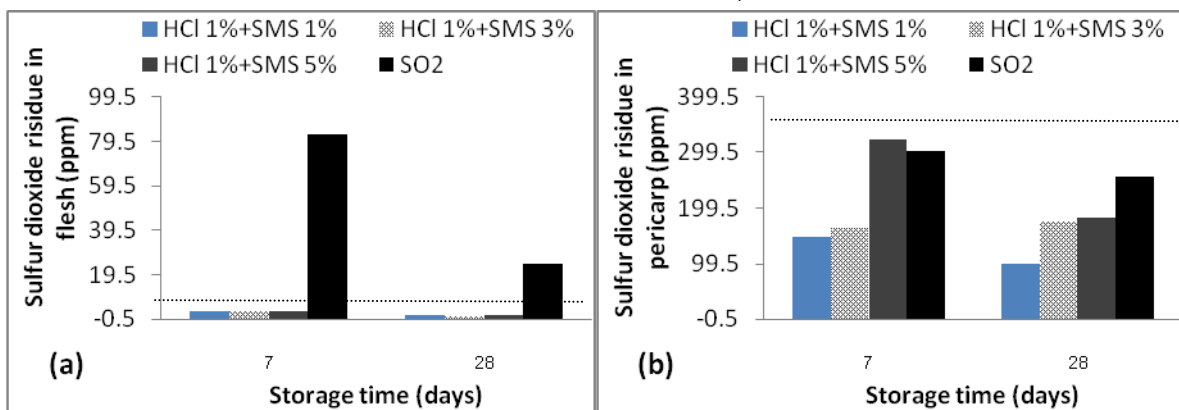 HCl 1%+SMS 1% HCl 1%+SMS 3%
HCl 1%+SMS 5% SO2
Sulfur dioxide risidue in
flesh (ppm)
99.5
79.5
59.5
39.5
19.5
-0.5
7 28
(a)
Storage time (days)
HCl 1%+SMS 1% HCl 1%+SMS 3%
HCl 1%+SMS 5% SO2
Sulfur dioxide risidue in
pericarp (ppm)
399.5
299.5
199.5
99.5
-0.5
7 28
(b)
Storage time (days)